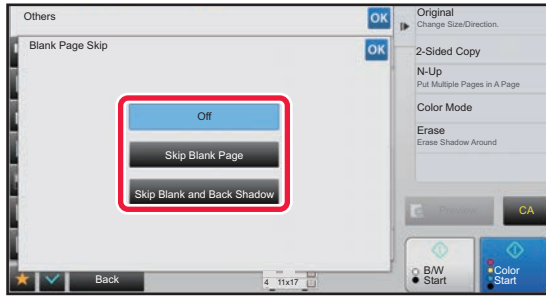 Others
OK
Blank Page Skip
OK
Off
Skip Blank Page
Skip Blank and Back Shadow
Back
4 11x17
Original
Change Size/Direction.
2-Sided Copy
N-Up
Put Multiple Pages in A Page
Color Mode
Erase
Erase Shadow Around
Preview
CA
B/W
Start
Color
Start